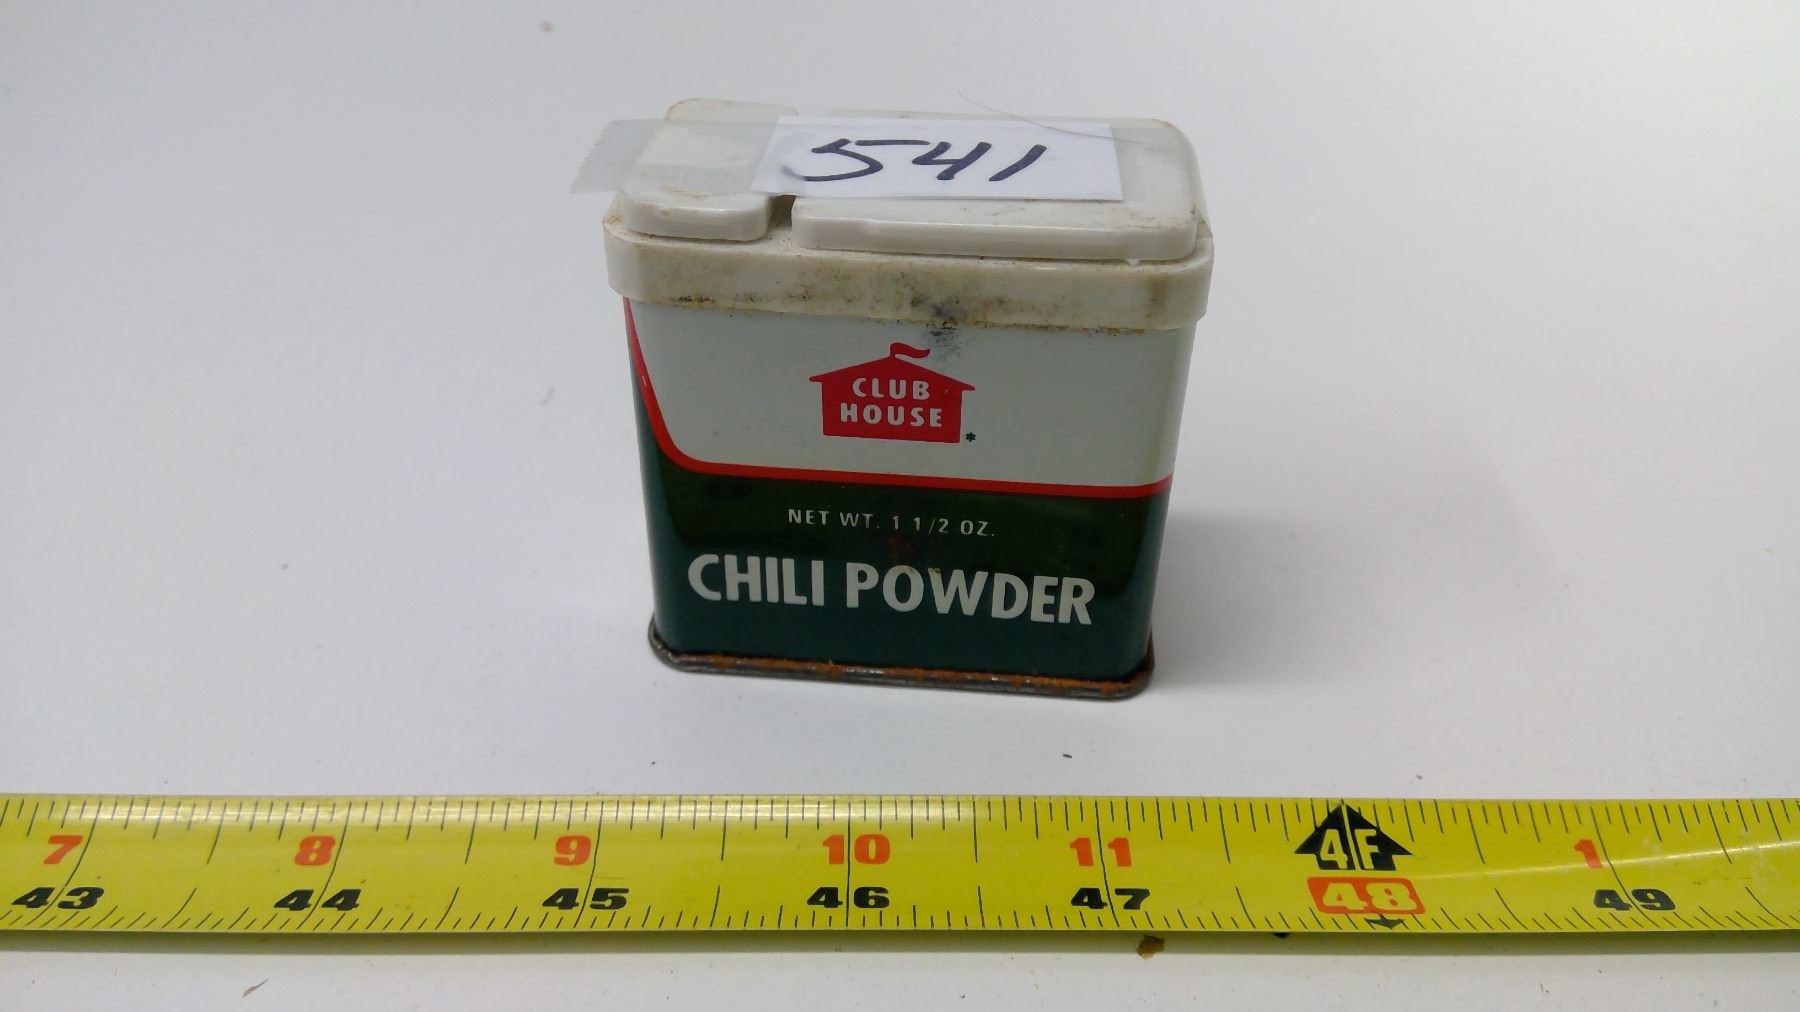 541
CLUB
HOUSE*
NET WT. 1 1/2 OZ.
CHILI POWDER
7 8 9 10 11 4F 1
43 44 45 46 47 48 49